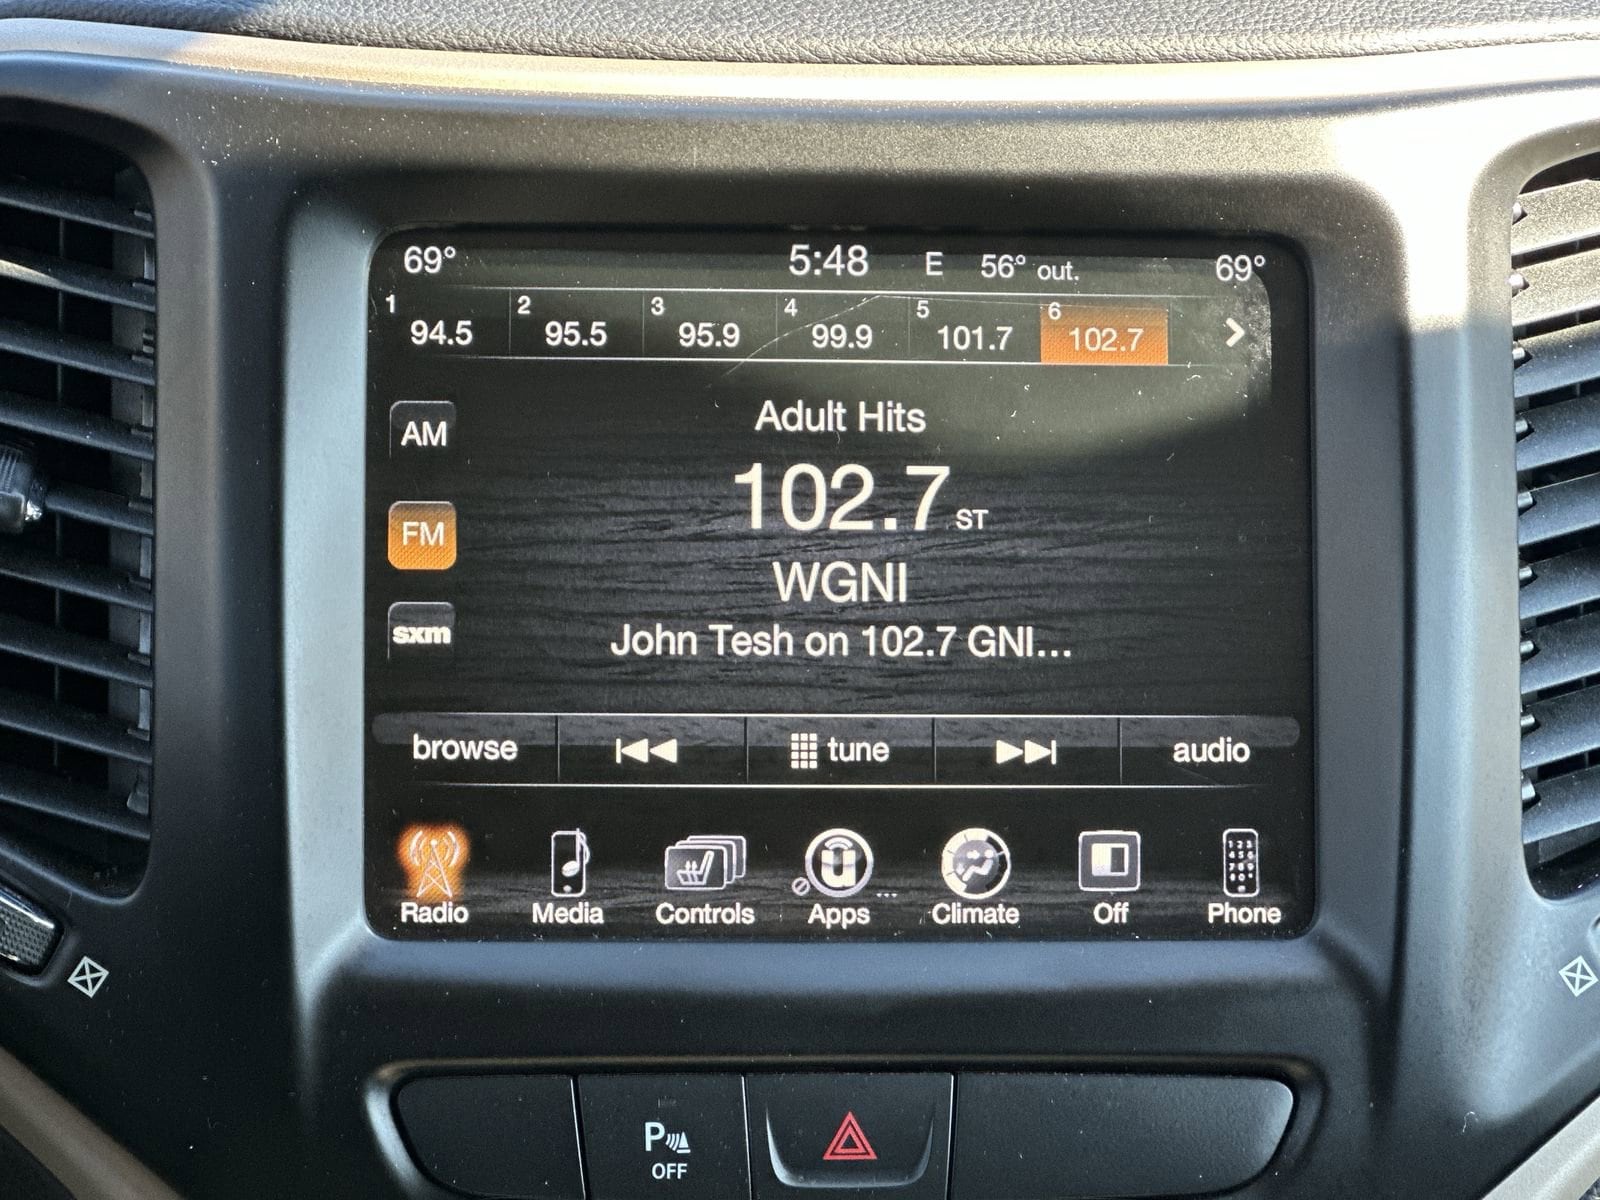 69° 5:48 E 56° out. 69°
1 2 3 4 5 6
94.5 95.5 95.9 99.9 101.7 102.7
AM
FM
sxm
Adult Hits
102.7 ST
WGNI
John Tesh on 102.7 GNI...
browse tune audio
u ...
Radio Media Controls Apps Climate Off Phone
P
OFF